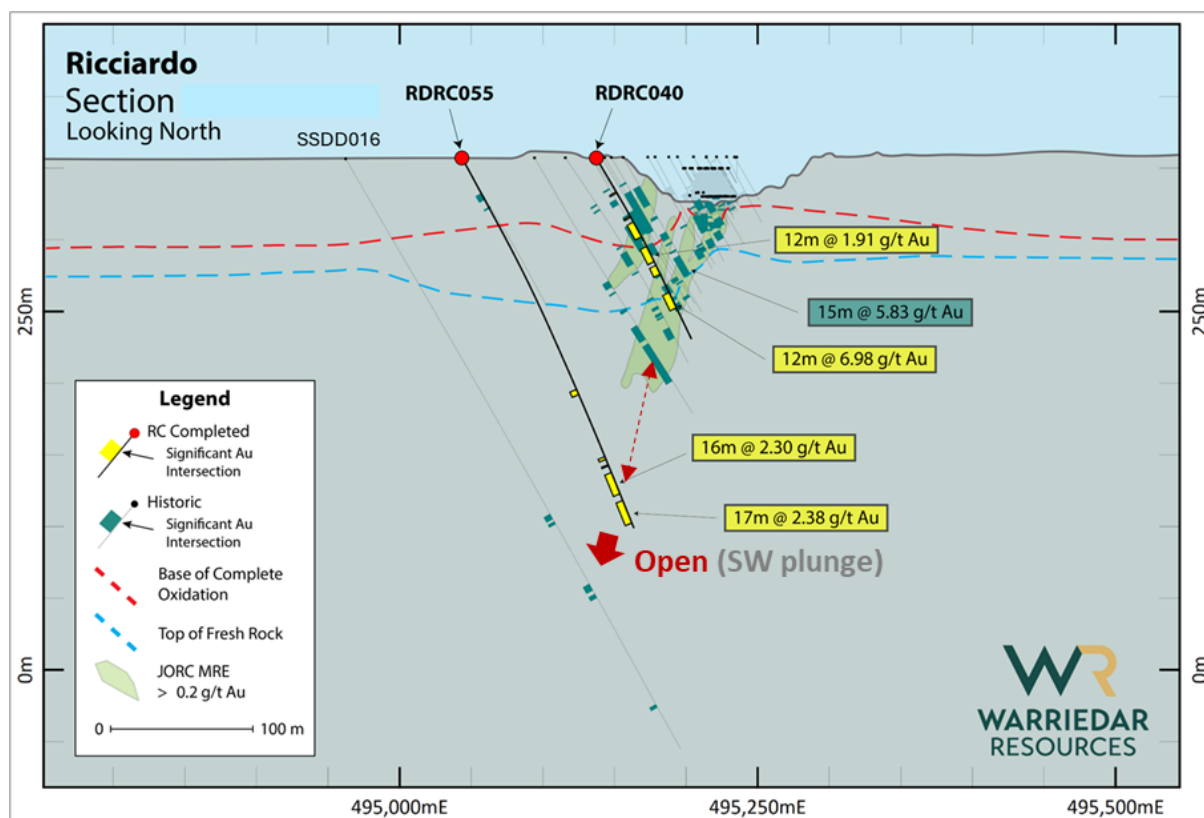 Ricciardo
Section
Looking North
RDRC055
RDRC040
SSDD016
12m @ 1.91 g/t Au
15m @ 5.83 g/t Au
12m @ 6.98 g/t Au
16m @ 2.30 g/t Au
17m @ 2.38 g/t Au
Open (SW plunge)
250m
250m
0m
0m
Legend
RC Completed
Significant Au
Intersection
Historic
Significant Au
Intersection
Base of Complete
Oxidation
Top of Fresh Rock
JORC MRE
> 0.2 g/t Au
0 100 m
WR
WARRIEDAR
RESOURCES
495,000mE
495,250mE
495,500mE